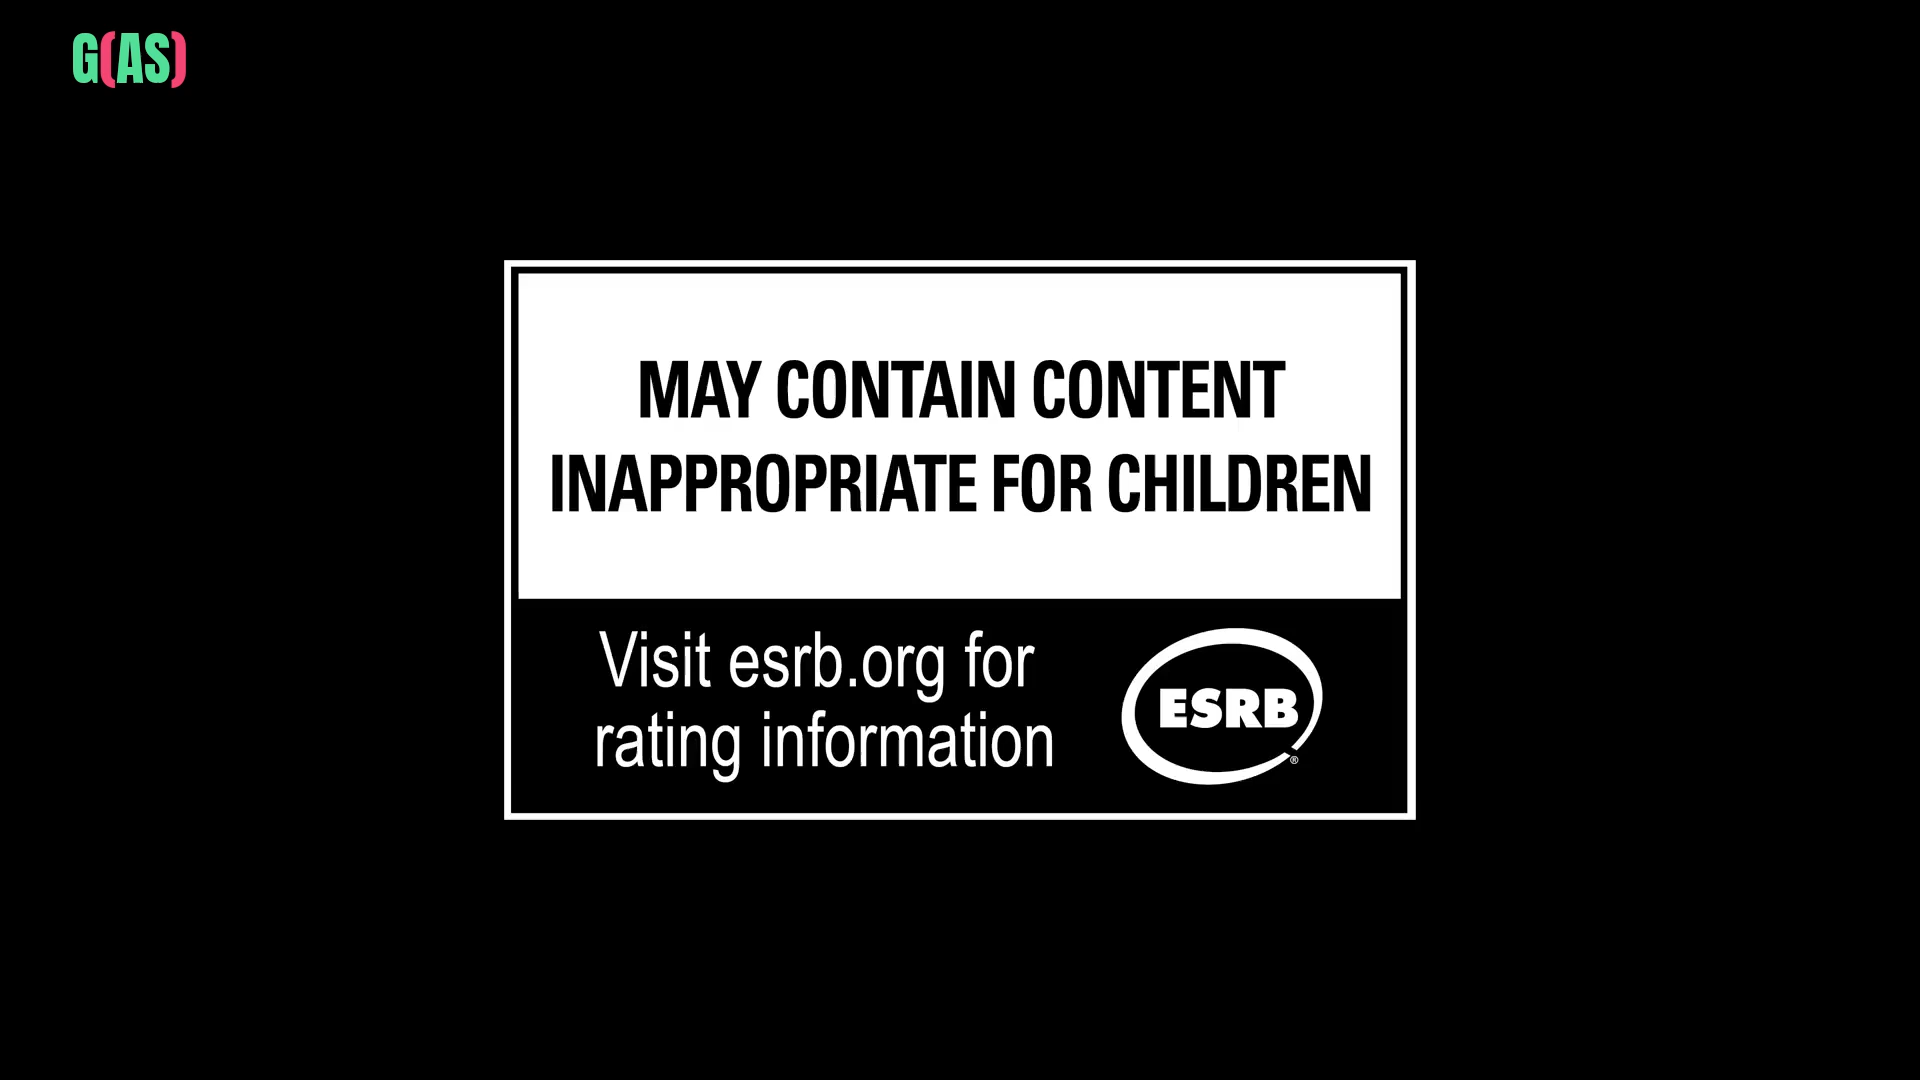 G(AS)
MAY CONTAIN CONTENT
INAPPROPRIATE FOR CHILDREN
Visit esrb.org for
rating information
ESRB
®